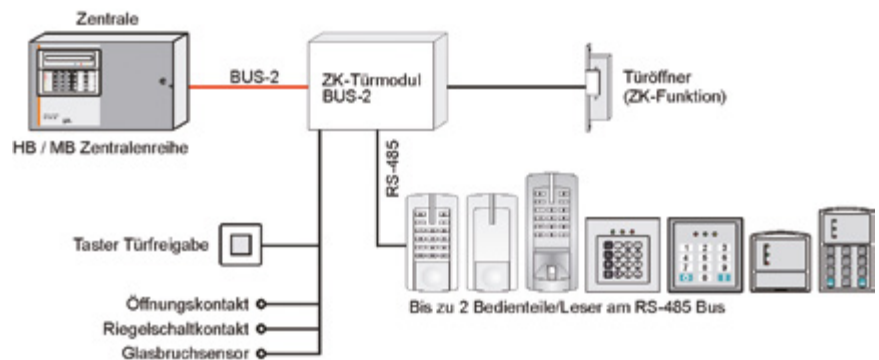 Zentrale
BUS-2
ZK-Türmodul
BUS-2
Türöffner
(ZK-Funktion)
HB / MB Zentralenreihe
RS-485
Taster Türfreigabe
Öffnungskontakt
Riegelschaltkontakt
Glasbruchsensor
Bis zu 2 Bedienteile/Leser am RS-485 Bus